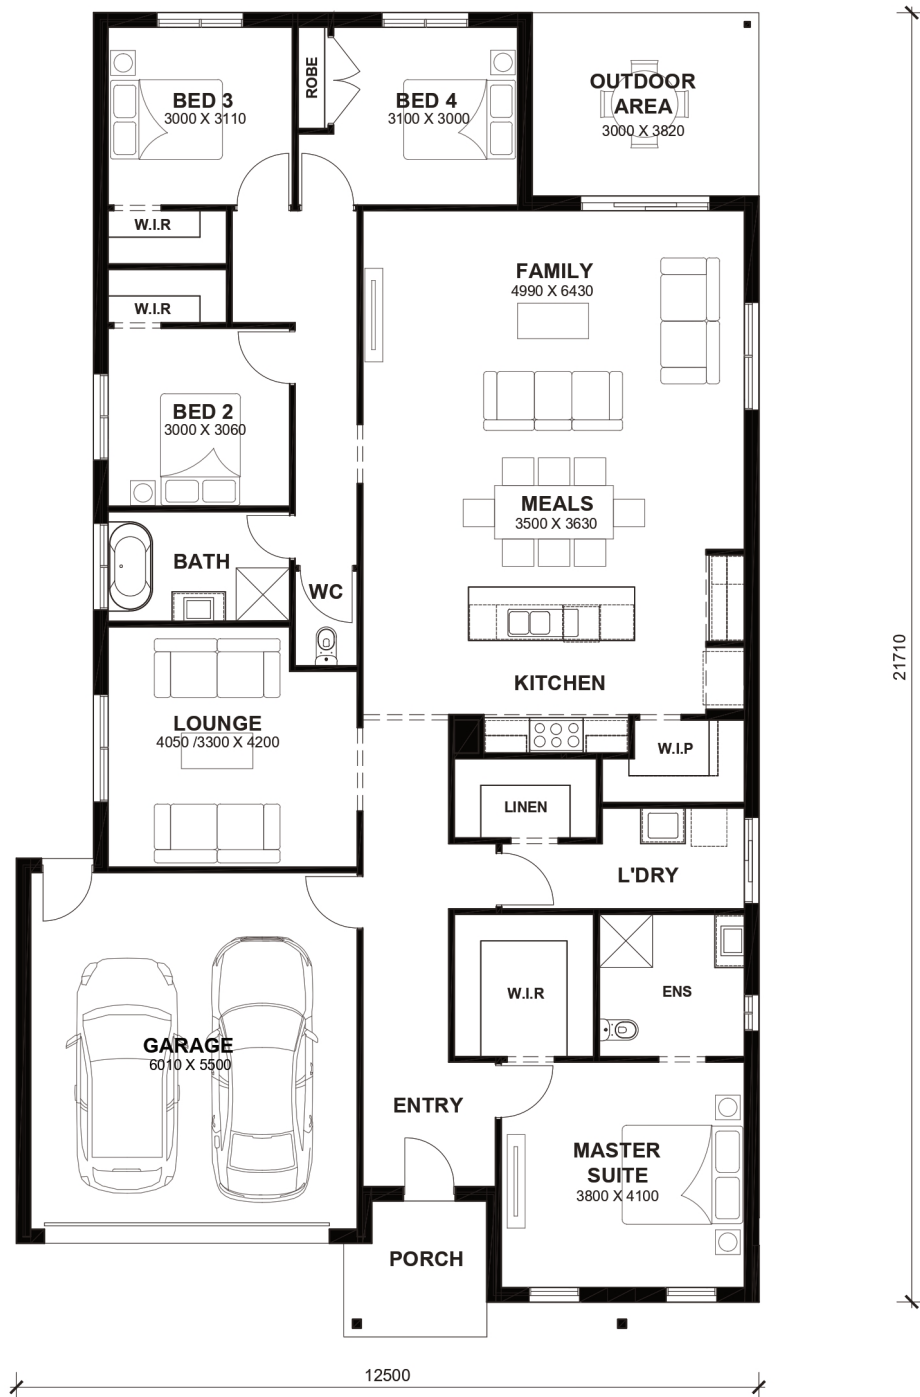 BED 3
3000 X 3110
ROBE
BED 4
3100 X 3000
OUTDOOR
AREA
3000 X 3820
W.I.R
W.I.R
FAMILY
4990 X 6430
BED 2
3000 X 3060
MEALS
3500 X 3630
BATH
WC
KITCHEN
21710
LOUNGE
4050 /3300 X 4200
W.I.P
LINEN
L'DRY
W.I.R
ENS
GARAGE
6010 X 5500
ENTRY
MASTER
SUITE
3800 X 4100
PORCH
12500